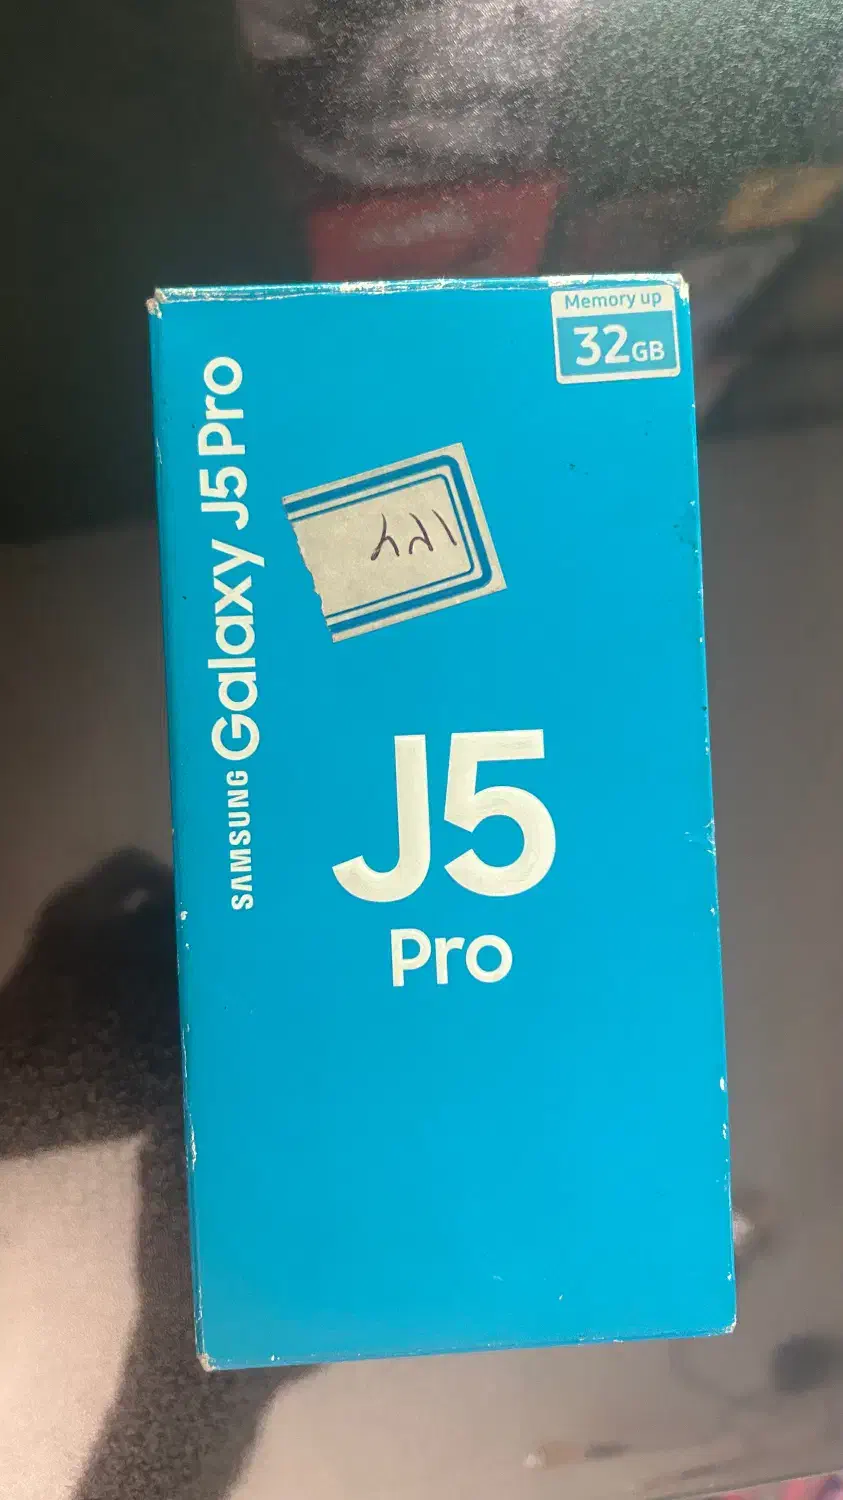 Memory up
32GB
SAMSUNG Galaxy J5 Pro
J5
Pro